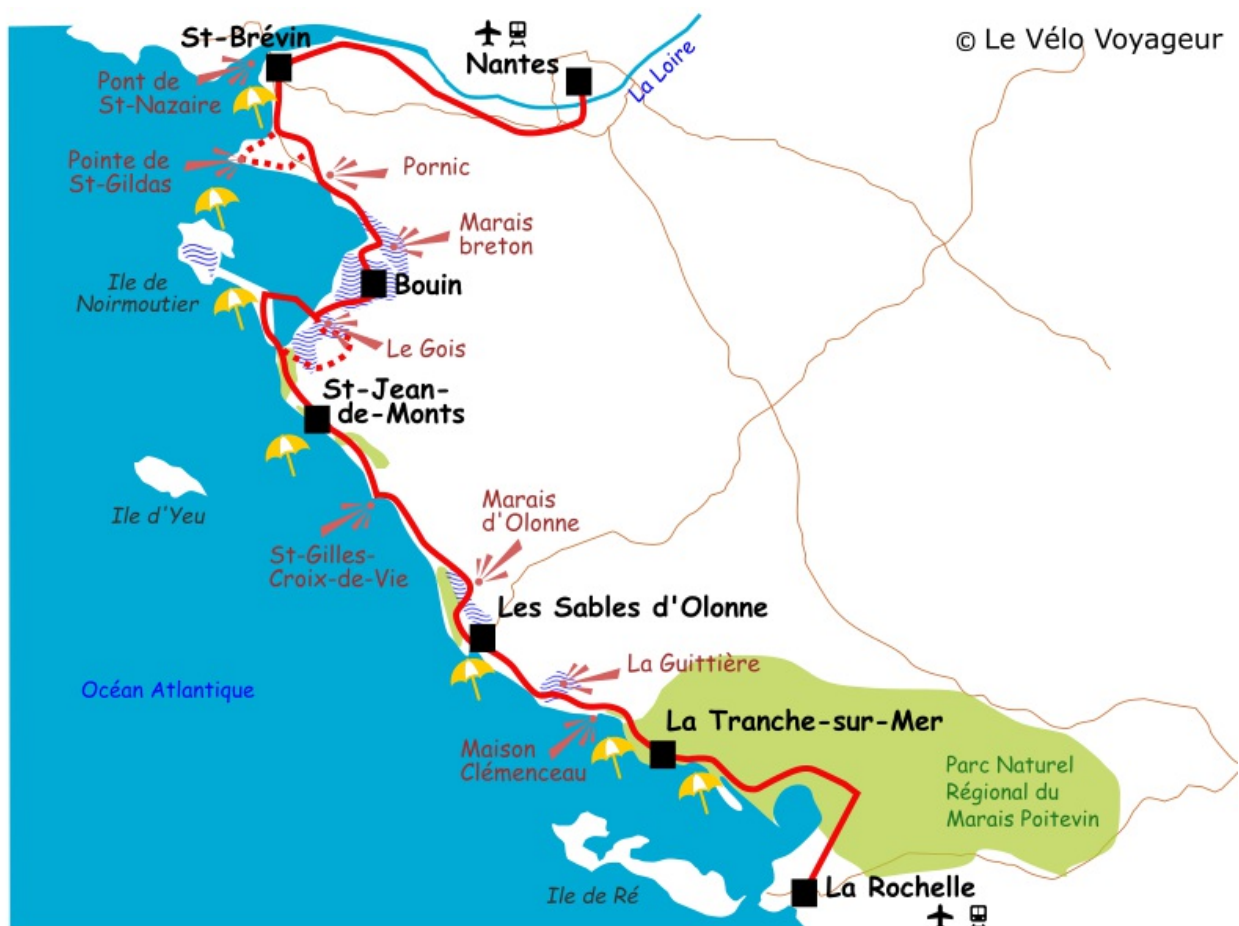 © Le Vélo Voyageur
St-Brévin
Nantes
La Loire
Pont de
St-Nazaire
Pointe de
St-Gildas
Pornic
Marais
breton
Ile de
Noirmoutier
Bouin
Le Gois
St-Jean-
de-Monts
Ile d'Yeu
Marais
d'Olonne
St-Gilles-
Croix-de-Vie
Les Sables d'Olonne
La Guittière
Océan Atlantique
La Tranche-sur-Mer
Maison
Clémenceau
Parc Naturel
Régional du
Marais Poitevin
Ile de Ré
La Rochelle